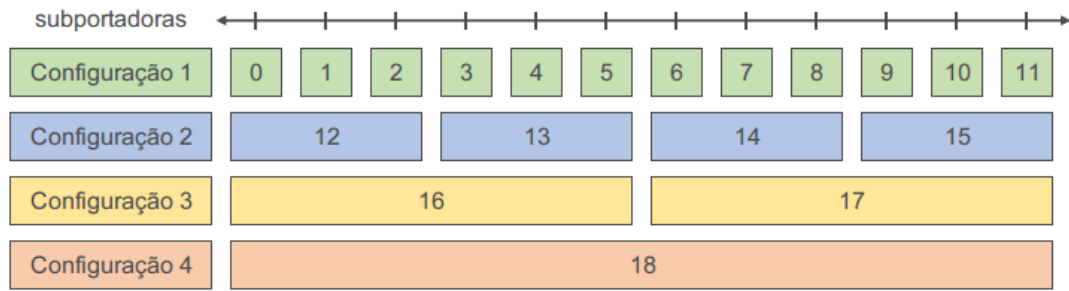 subportadoras
Configuração 1 0 1 2 3 4 5 6 7 8 9 10 11
Configuração 2 12 13 14 15
Configuração 3 16 17
Configuração 4 18